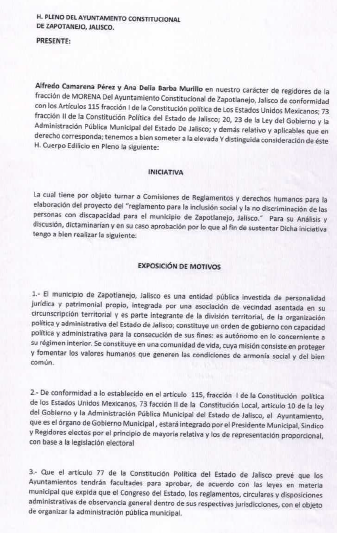 H. PLENO DEL AYUNTAMIENTO CONSTITUCIONAL
DE ZAPOTLANEJO, JALISCO.
PRESENTE:
Alfredo Camarena Pérez y Ana Delia Barba Murillo en nuestro carácter de regidores de la
fracción de MORENA Del Ayuntamiento Constitucional de Zapotlanejo, Jalisco de conformidad
con los Artículos 115 fracción I de la Constitución política de Los Estados Unidos Mexicanos; 73
fracción II de la Constitución Política del Estado de Jalisco; 20, 23 de la Ley del Gobierno y la
Administración Pública Municipal del Estado De Jalisco; y demás relativo y aplicables que en
derecho corresponda; tenemos a bien someter a la elevada Y distinguida consideración de éste
H. Cuerpo Edilicio en Pleno la siguiente:
INICIATIVA
La cual tiene por objeto turnar a Comisiones de Reglamentos y derechos humanos para la
elaboración del proyecto del "reglamento para la inclusión social y la no discriminación de las
personas con discapacidad para el municipio de Zapotlanejo, Jalisco." Para su Análisis y
discusión, dictaminarían y en su caso aprobación por lo que al fin de sustentar Dicha iniciativa
tengo a bien realizar la siguiente:
EXPOSICIÓN DE MOTIVOS
1.- El municipio de Zapotlanejo, Jalisco es una entidad pública investida de personalidad
jurídica y patrimonial propio, integrada por una asociación de vecindad asentada en su
circunscripción territorial y es parte integrante de la división territorial, de la organización
política y administrativa del Estado de Jalisco; constituye un orden de gobierno con capacidad
política y administrativa para la consecución de sus fines: es autónomo en lo concerniente a
su régimen interior. Se constituye en una comunidad de vida, cuya misión consiste en proteger
y fomentar los valores humanos que generen las condiciones de armonía social y del bien
común.
2.- De conformidad a lo establecido en el artículo 115, fracción I de la Constitución política
de los Estados Unidos Mexicanos, 73 facción II de la Constitución Local, artículo 10 de la ley
del Gobierno y la Administración Pública Municipal del Estado de Jalisco, el Ayuntamiento,
que es el órgano de Gobierno Municipal , estará integrado por el Presidente Municipal, Sindico
y Regidores electos por el principio de mayoría relativa y los de representación proporcional,
con base a la legislación electoral
3.- Que el artículo 77 de la Constitución Política del Estado de Jalisco prevé que los
Ayuntamientos tendrán facultades para aprobar, de acuerdo con las leyes en materia
municipal que expida que el Congreso del Estado, los reglamentos, circulares y disposiciones
administrativas de observancia general dentro de sus respectivas jurisdicciones, con el objeto
de organizar la administración pública municipal.